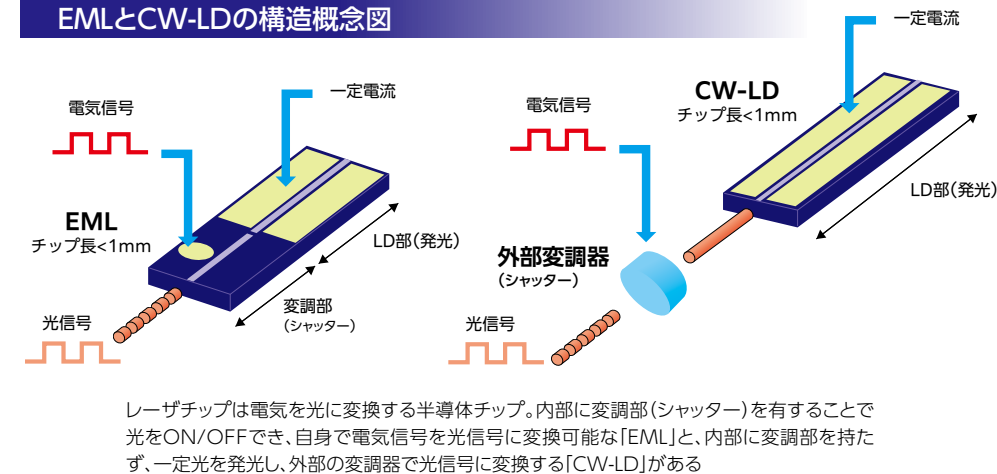 EMLとCW-LDの構造概念図
電気信号
一定電流
EML
チップ長<1mm
LD部(発光)
変調部
(シャッター)
光信号
一定電流
電気信号
CW-LD
チップ長<1mm
LD部(発光)
外部変調器
(シャッター)
光信号
レーザチップは電気を光に変換する半導体チップ。内部に変調部(シャッター)を有することで
光をON/OFFでき、自身で電気信号を光信号に変換可能な「EML」と、内部に変調部を持た
ず、一定光を発光し、外部の変調器で光信号に変換する「CW-LD」がある